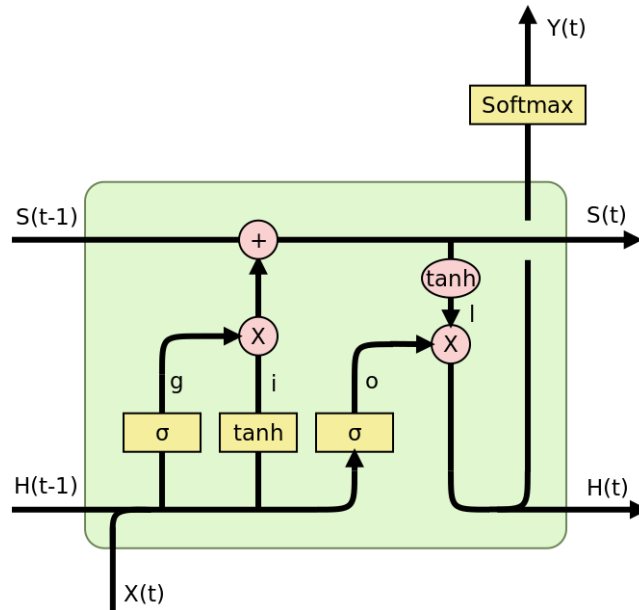 Y(t)
Softmax
S(t-1)
S(t)
+
tanh
l
X
X
g
i
o
σ
tanh
σ
H(t-1)
H(t)
X(t)